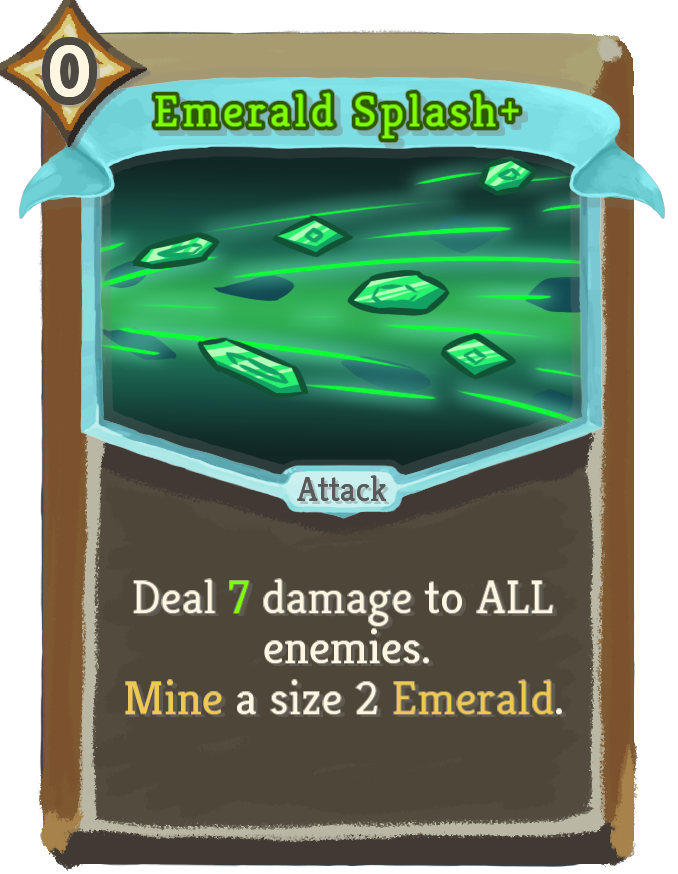 0
Emerald Splash+
Attack
Deal 7 damage to ALL
enemies.
Mine a size 2 Emerald.